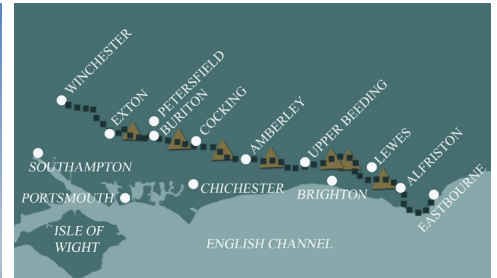 WINCHESTER
EXTON
PETERSFIELD
BURITON
COCKING
AMBERLEY
UPPER BEEDING
LEWES
ALFRISTON
EASTBOURNE
SOUTHAMPTON
PORTSMOUTH
CHICHESTER
BRIGHTON
ISLE OF
WIGHT
ENGLISH CHANNEL